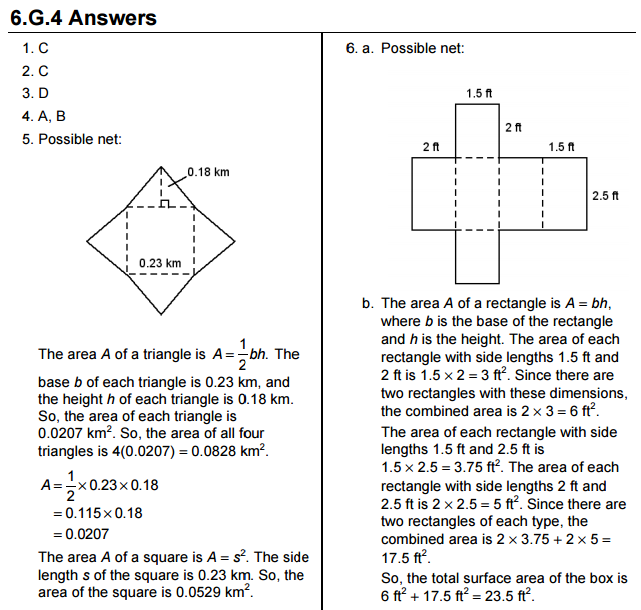 6.G.4 Answers
1. C
2. C
3. D
4. A, B
5. Possible net:
0.18 km
0.23 km
The area A of a triangle is A = 1/2 bh. The
base b of each triangle is 0.23 km, and
the height h of each triangle is 0.18 km.
So, the area of each triangle is
0.0207 km². So, the area of all four
triangles is 4(0.0207) = 0.0828 km².
A = 1/2 × 0.23 × 0.18
= 0.115 × 0.18
= 0.0207
The area A of a square is A = s². The side
length s of the square is 0.23 km. So, the
area of the square is 0.0529 km².
6. a. Possible net:
1.5 ft
2 ft
2 ft
1.5 ft
2.5 ft
b. The area A of a rectangle is A = bh,
where b is the base of the rectangle
and h is the height. The area of each
rectangle with side lengths 1.5 ft and
2 ft is 1.5 × 2 = 3 ft². Since there are
two rectangles with these dimensions,
the combined area is 2 × 3 = 6 ft².
The area of each rectangle with side
lengths 1.5 ft and 2.5 ft is
1.5 × 2.5 = 3.75 ft². The area of each
rectangle with side lengths 2 ft and
2.5 ft is 2 × 2.5 = 5 ft². Since there are
two rectangles of each type, the
combined area is 2 × 3.75 + 2 × 5 =
17.5 ft².
So, the total surface area of the box is
6 ft² + 17.5 ft² = 23.5 ft².